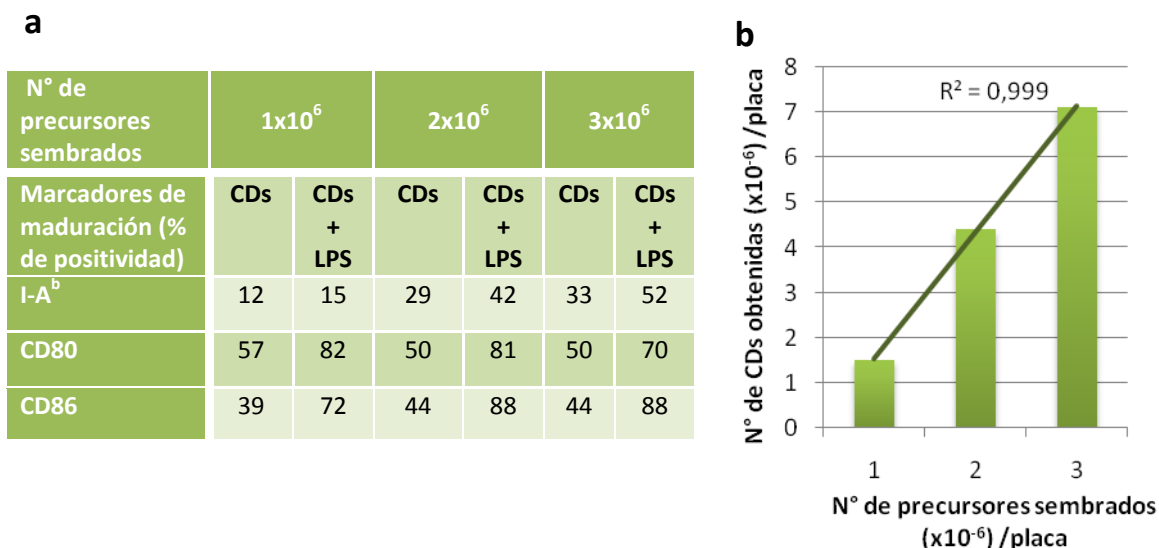 a
N° de
precursores
sembrados
1x10⁶ 2x10⁶ 3x10⁶
Marcadores de
maduración (%
de positividad)
CDs CDs + LPS CDs CDs + LPS CDs CDs + LPS
I-Aᵇ 12 15 29 42 33 52
CD80 57 82 50 81 50 70
CD86 39 72 44 88 44 88
b
N° de CDs obtenidas (x10⁻⁶) /placa
8
7
6
5
4
3
2
1
0
R² = 0,999
1 2 3
N° de precursores sembrados
(x10⁻⁶) /placa